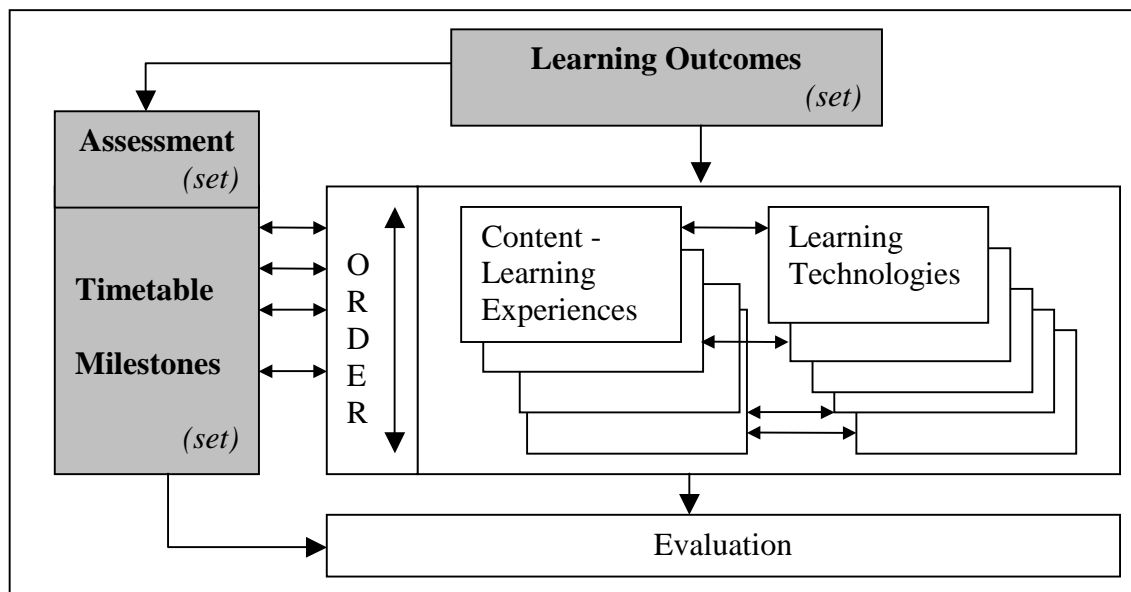 Learning Outcomes
(set)
Assessment
(set)
Timetable
Milestones
(set)
O
R
D
E
R
Content -
Learning
Experiences
Learning
Technologies
Evaluation